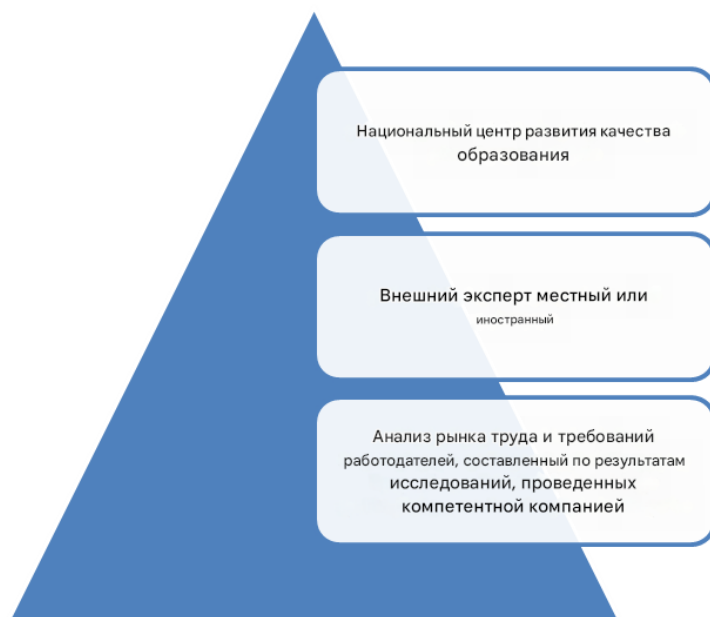 Национальный центр развития качества
образования
Внешний эксперт местный или
иностранный
Анализ рынка труда и требований
работодателей, составленный по результатам
исследований, проведенных
компетентной компанией